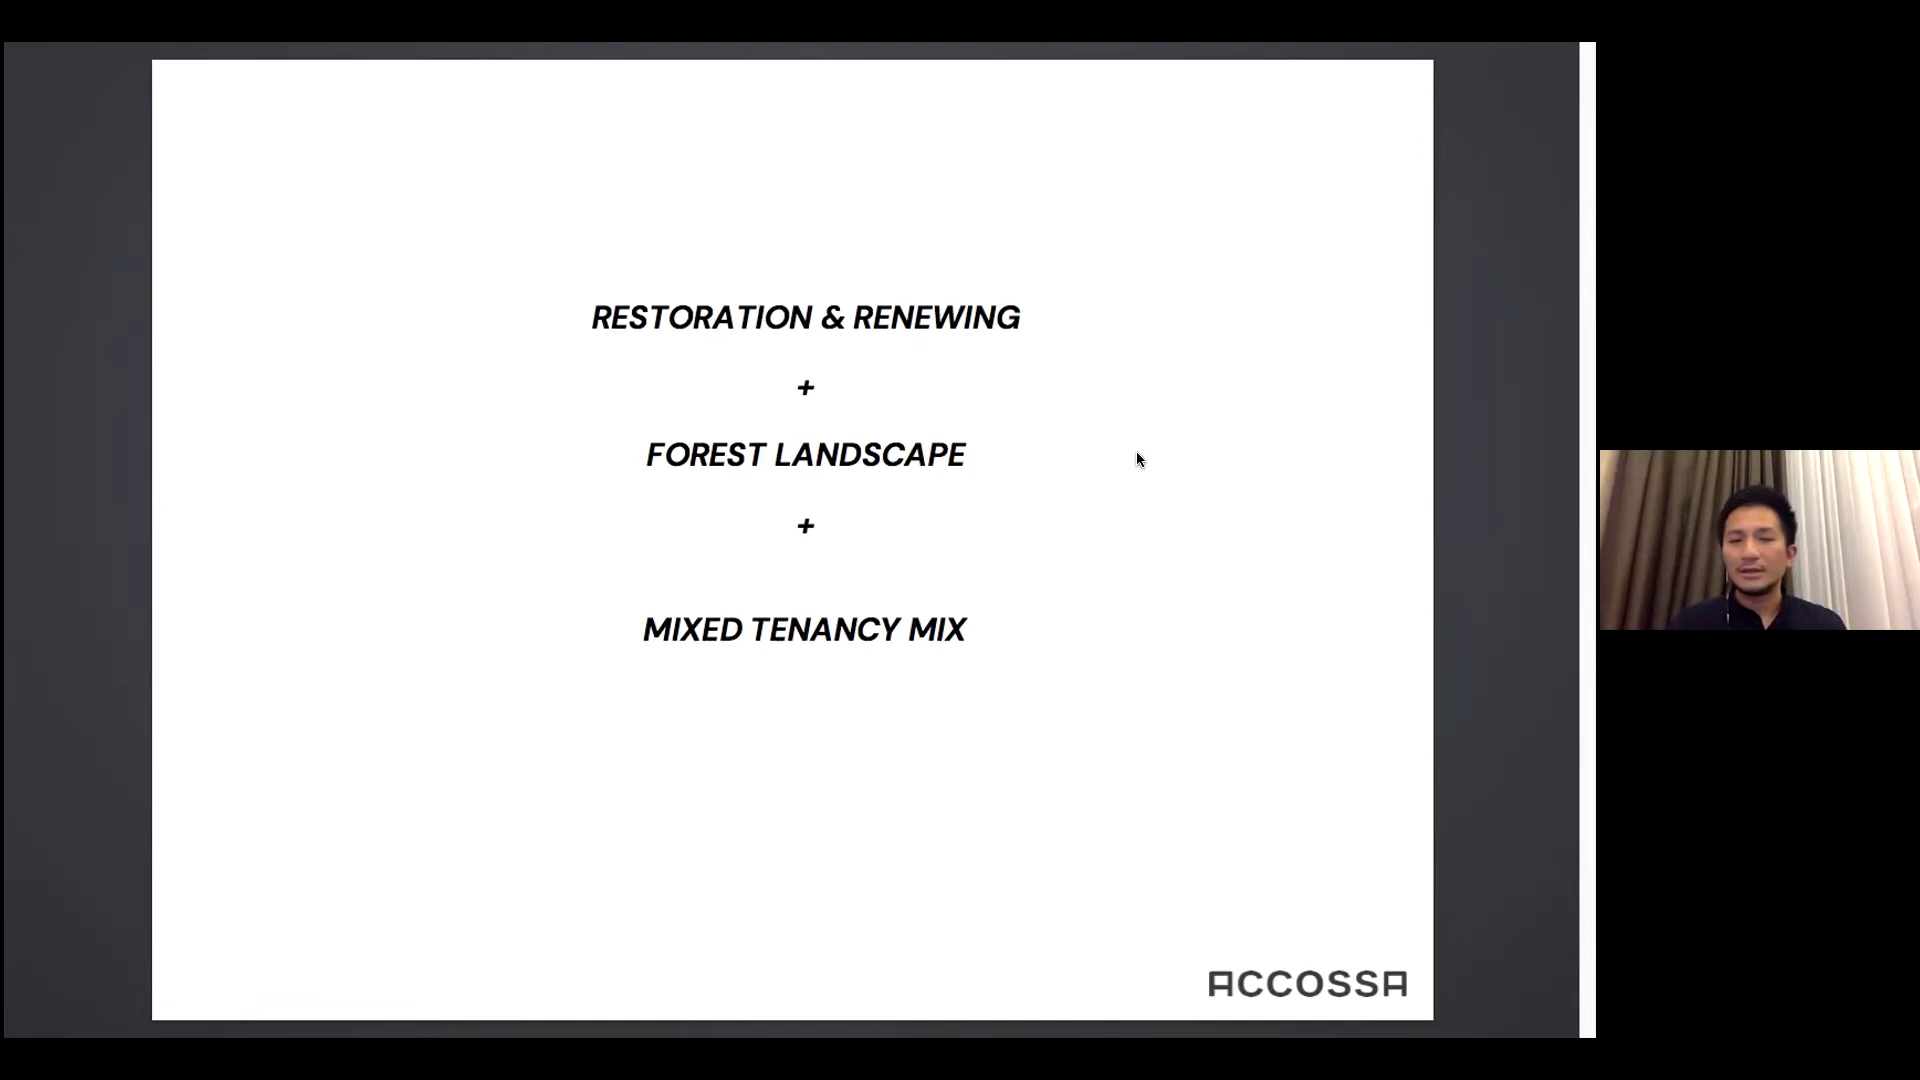 RESTORATION & RENEWING
+
FOREST LANDSCAPE
+
MIXED TENANCY MIX
ACCOSSA